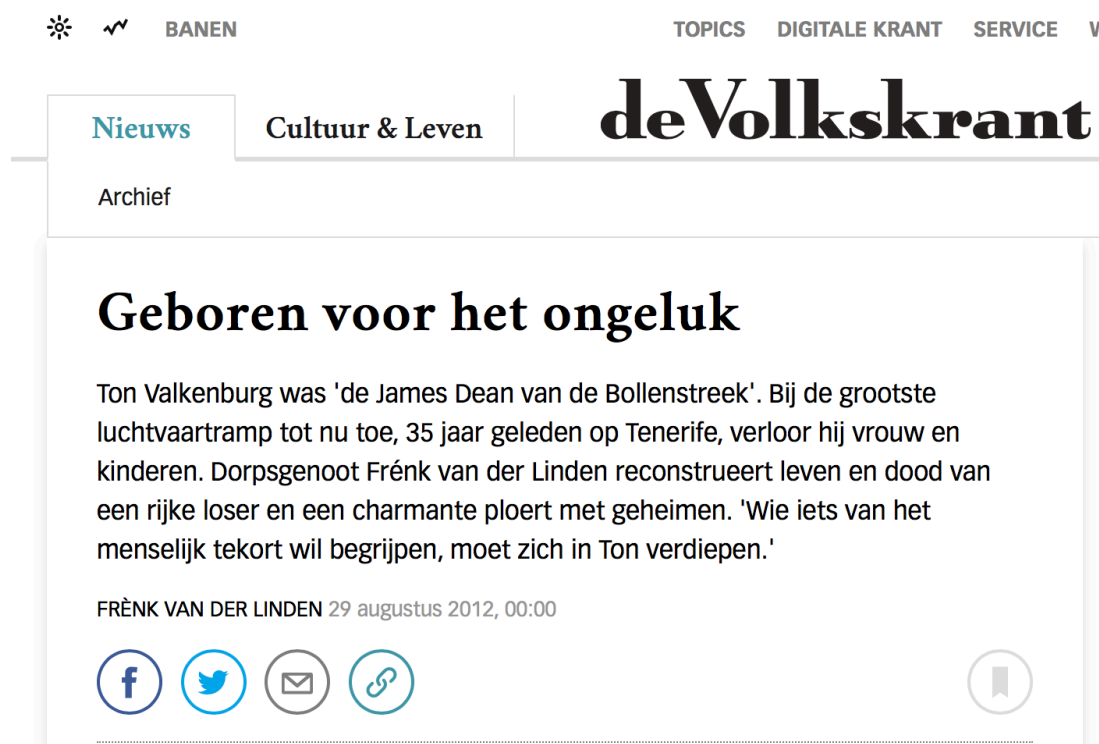 BANEN
TOPICS DIGITALE KRANT SERVICE
Nieuws Cultuur & Leven de Volkskrant
Archief
Geboren voor het ongeluk
Ton Valkenburg was 'de James Dean van de Bollenstreek'. Bij de grootste
luchtvaartramp tot nu toe, 35 jaar geleden op Tenerife, verloor hij vrouw en
kinderen. Dorpsgenoot Frénk van der Linden reconstrueert leven en dood van
een rijke loser en een charmante ploert met geheimen. 'Wie iets van het
menselijk tekort wil begrijpen, moet zich in Ton verdiepen.'
FRÈNK VAN DER LINDEN 29 augustus 2012, 00:00